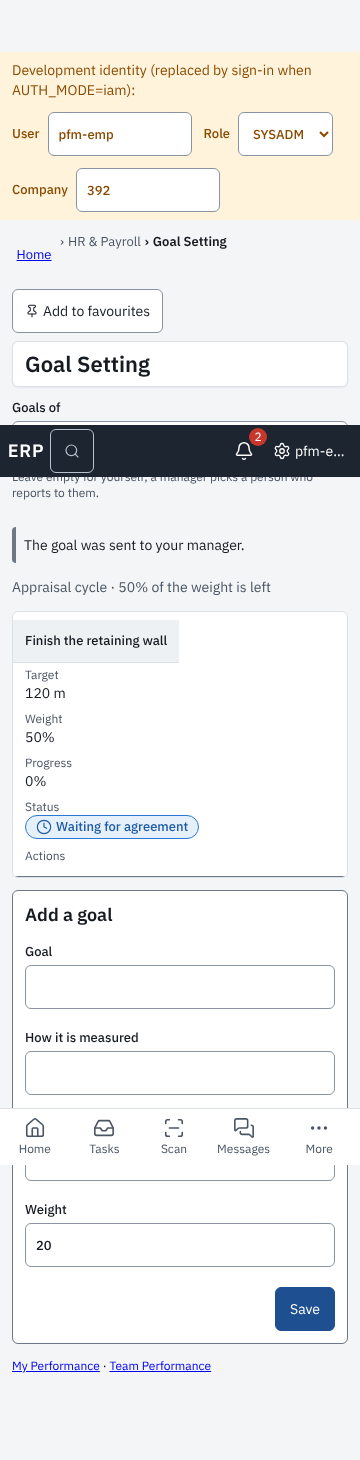 Development identity (replaced by sign-in when
AUTH_MODE=iam):
User pfm-emp Role SYSADM
Company 392
› HR & Payroll › Goal Setting
Home
Add to favourites
Goal Setting
Goals of
ERP 2 pfm-e...
Leave empty for yourself; a manager picks a person who
reports to them.
The goal was sent to your manager.
Appraisal cycle · 50% of the weight is left
Finish the retaining wall
Target
120 m
Weight
50%
Progress
0%
Status
Waiting for agreement
Actions
Add a goal
Goal
How it is measured
Home Tasks Scan Messages More
Weight
20
Save
My Performance · Team Performance